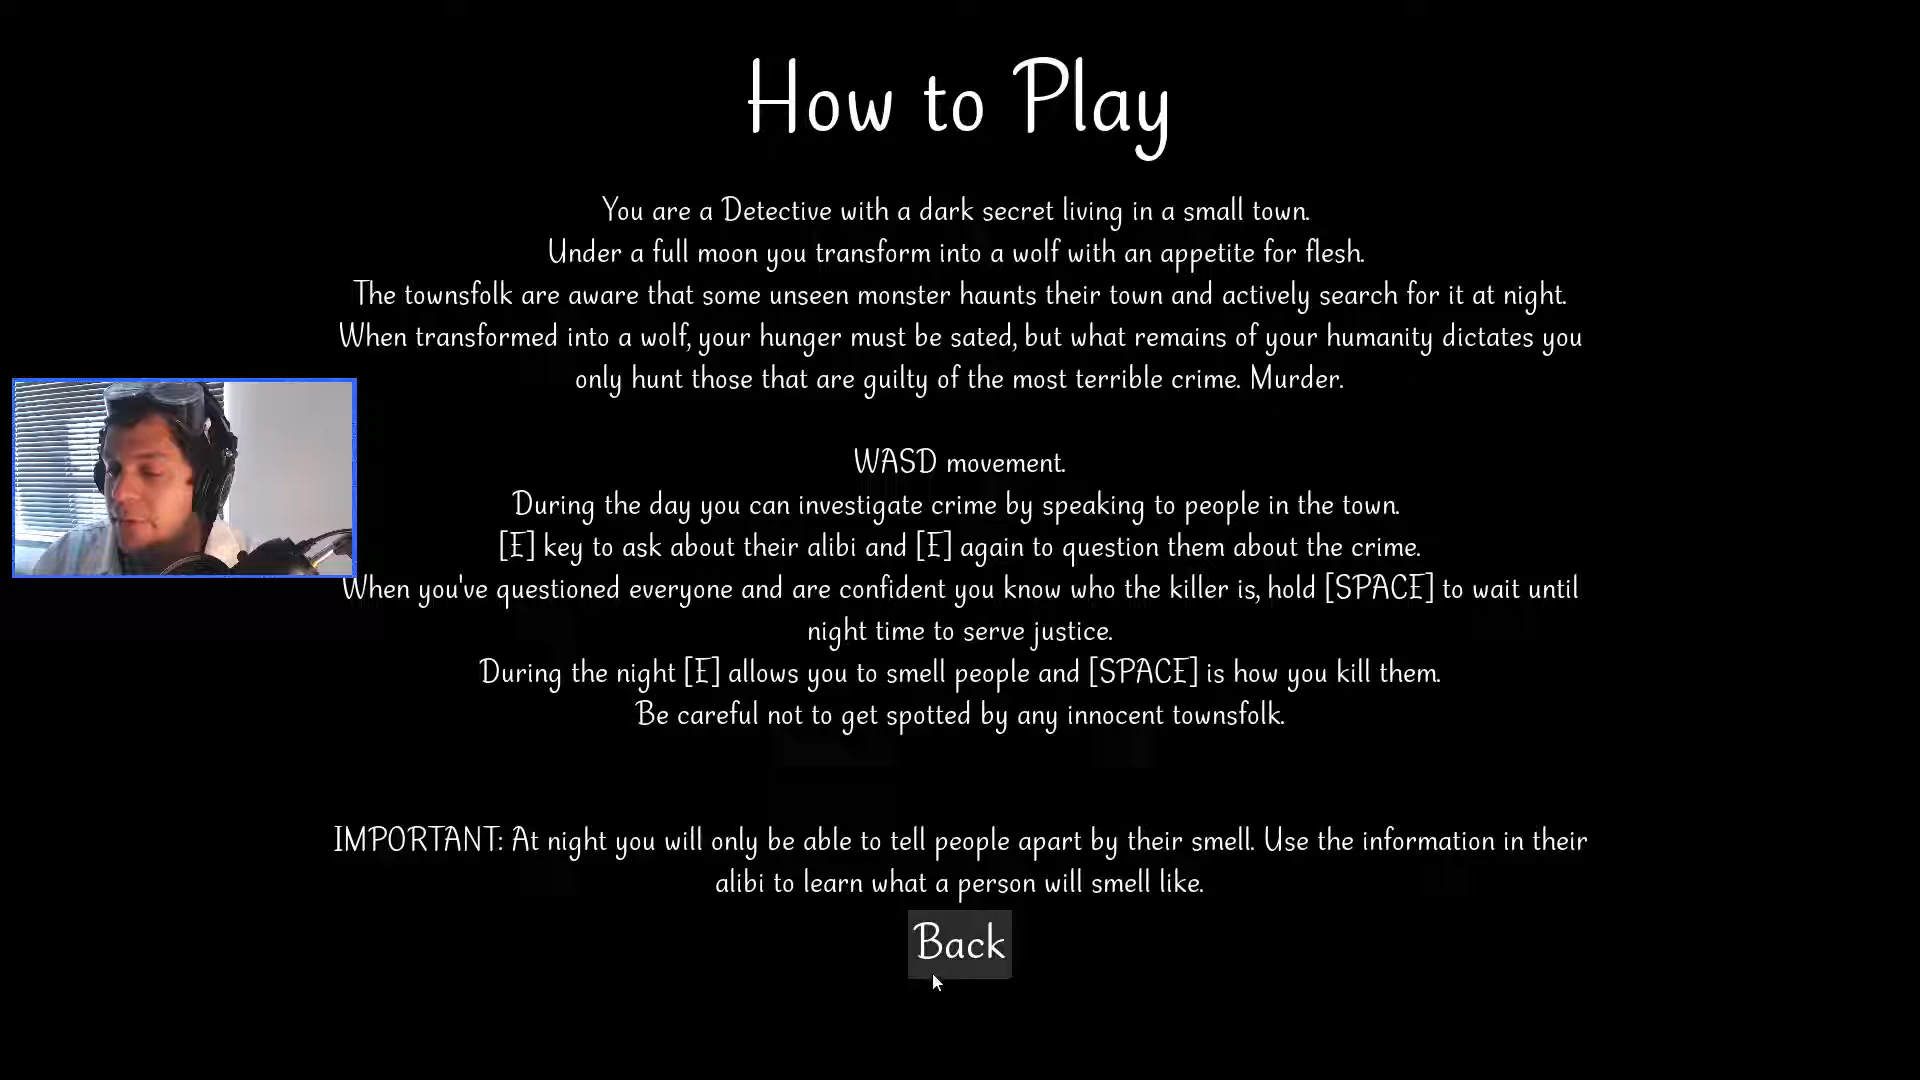 How to Play
You are a Detective with a dark secret living in a small town.
Under a full moon you transform into a wolf with an appetite for flesh.
The townsfolk are aware that some unseen monster haunts their town and actively search for it at night.
When transformed into a wolf, your hunger must be sated, but what remains of your humanity dictates you
only hunt those that are guilty of the most terrible crime. Murder.
WASD movement.
During the day you can investigate crime by speaking to people in the town.
[E] key to ask about their alibi and [E] again to question them about the crime.
When you've questioned everyone and are confident you know who the killer is, hold [SPACE] to wait until
night time to serve justice.
During the night [E] allows you to smell people and [SPACE] is how you kill them.
Be careful not to get spotted by any innocent townsfolk.
IMPORTANT: At night you will only be able to tell people apart by their smell. Use the information in their
alibi to learn what a person will smell like.
Back